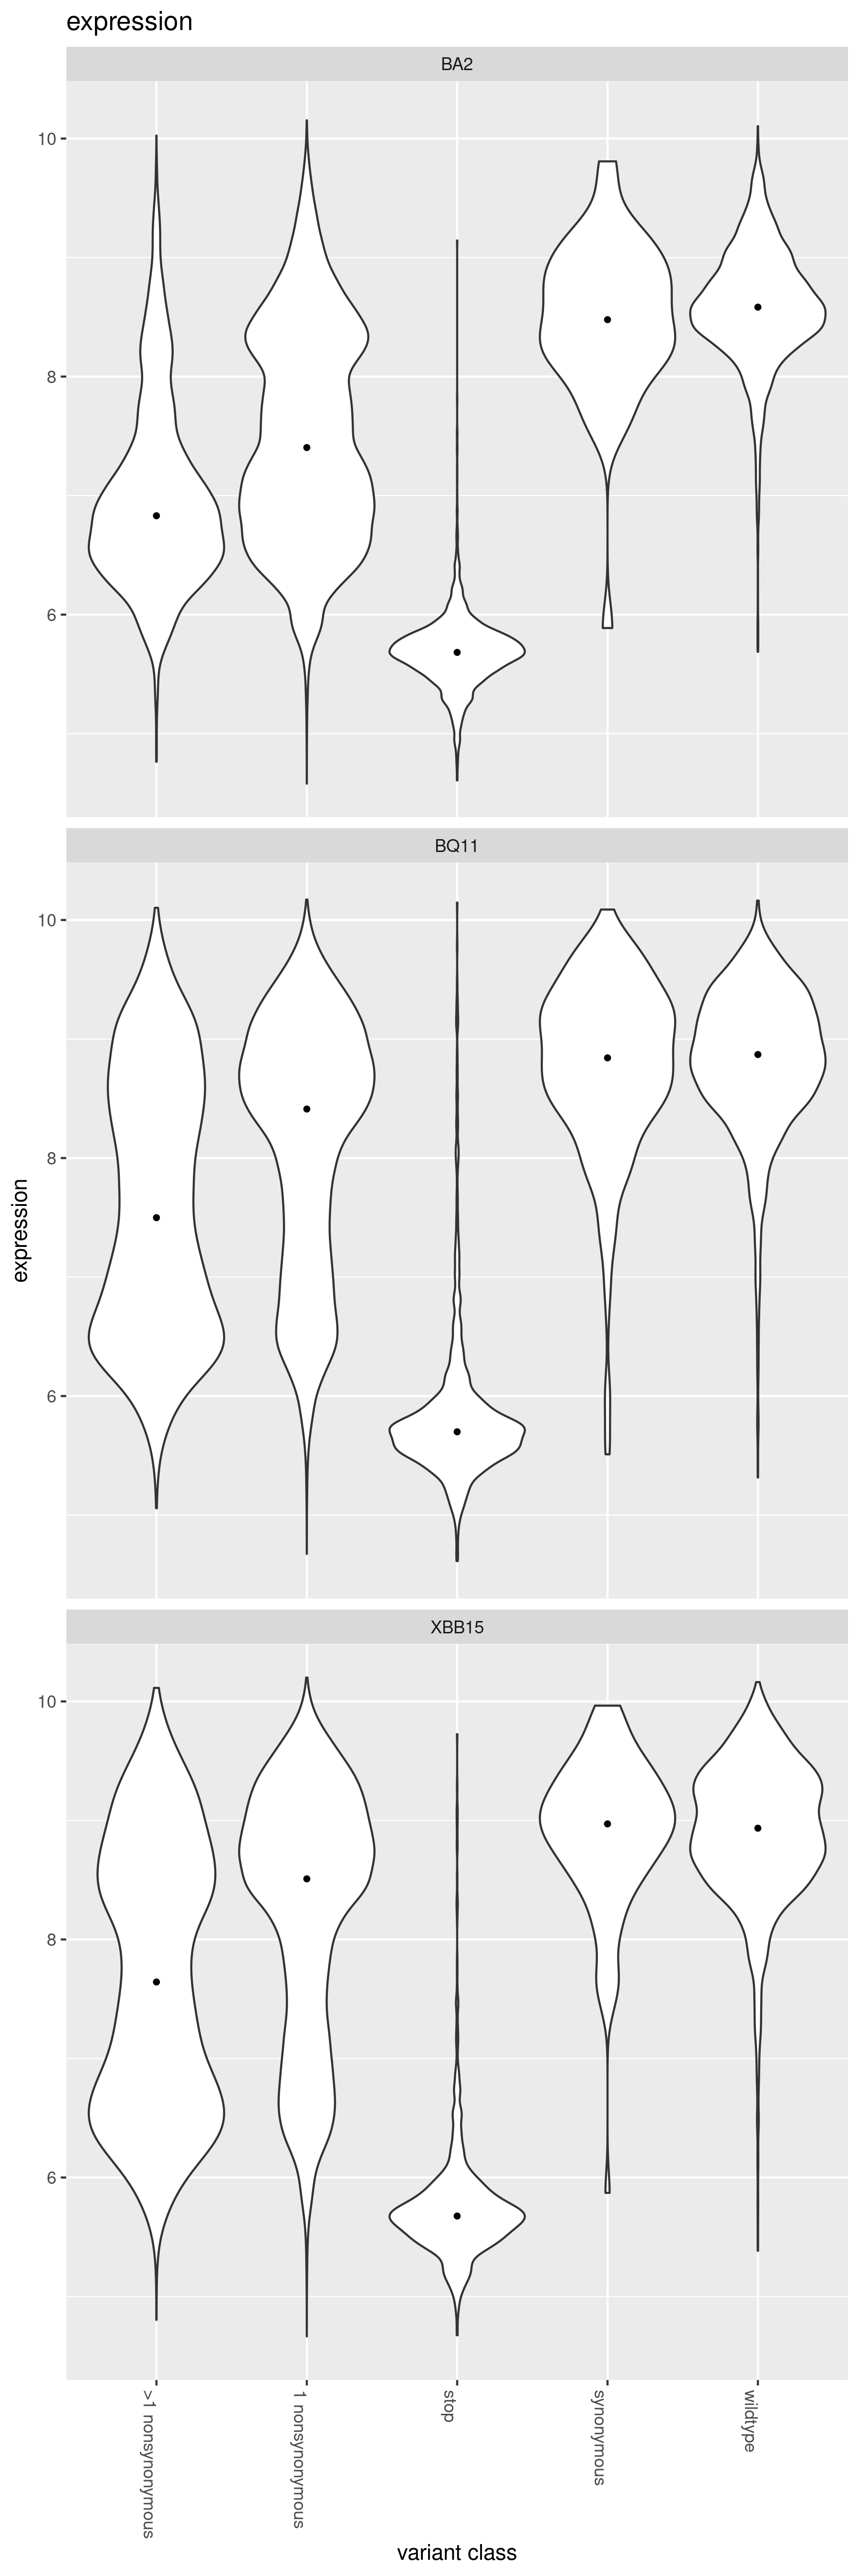 expression
BA2
10
8
6
BQ11
10
8
6
expression
XBB15
10
8
6
>1 nonsynonymous
1 nonsynonymous
stop
synonymous
wildtype
variant class